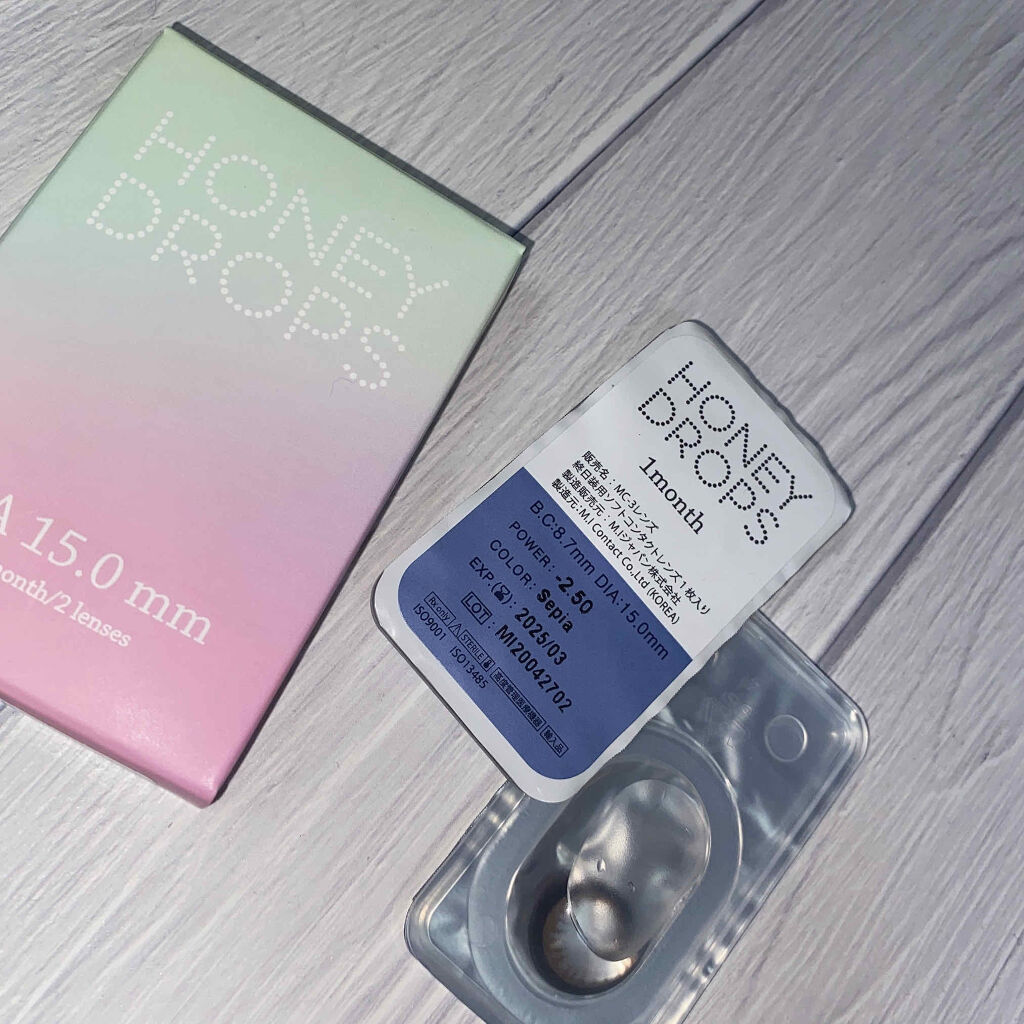 HONEY
DROPS
A 15.0 mm
month/2 lenses
HONEY
DROPS
1month
販売名：MC-3レンズ
終日装用ソフトコンタクトレンズ1枚入り
製造販売元：M.Iジャパン株式会社
製造元：M.I Contact Co.,Ltd (KOREA)
B.C:8.7mm DIA:15.0mm
POWER: -2.50
COLOR: Sepia
EXP.( ): 2025/03
LOT : MI20042702
Rx only STERILE 高度管理医療機器 輸入品
ISO9001 ISO13485